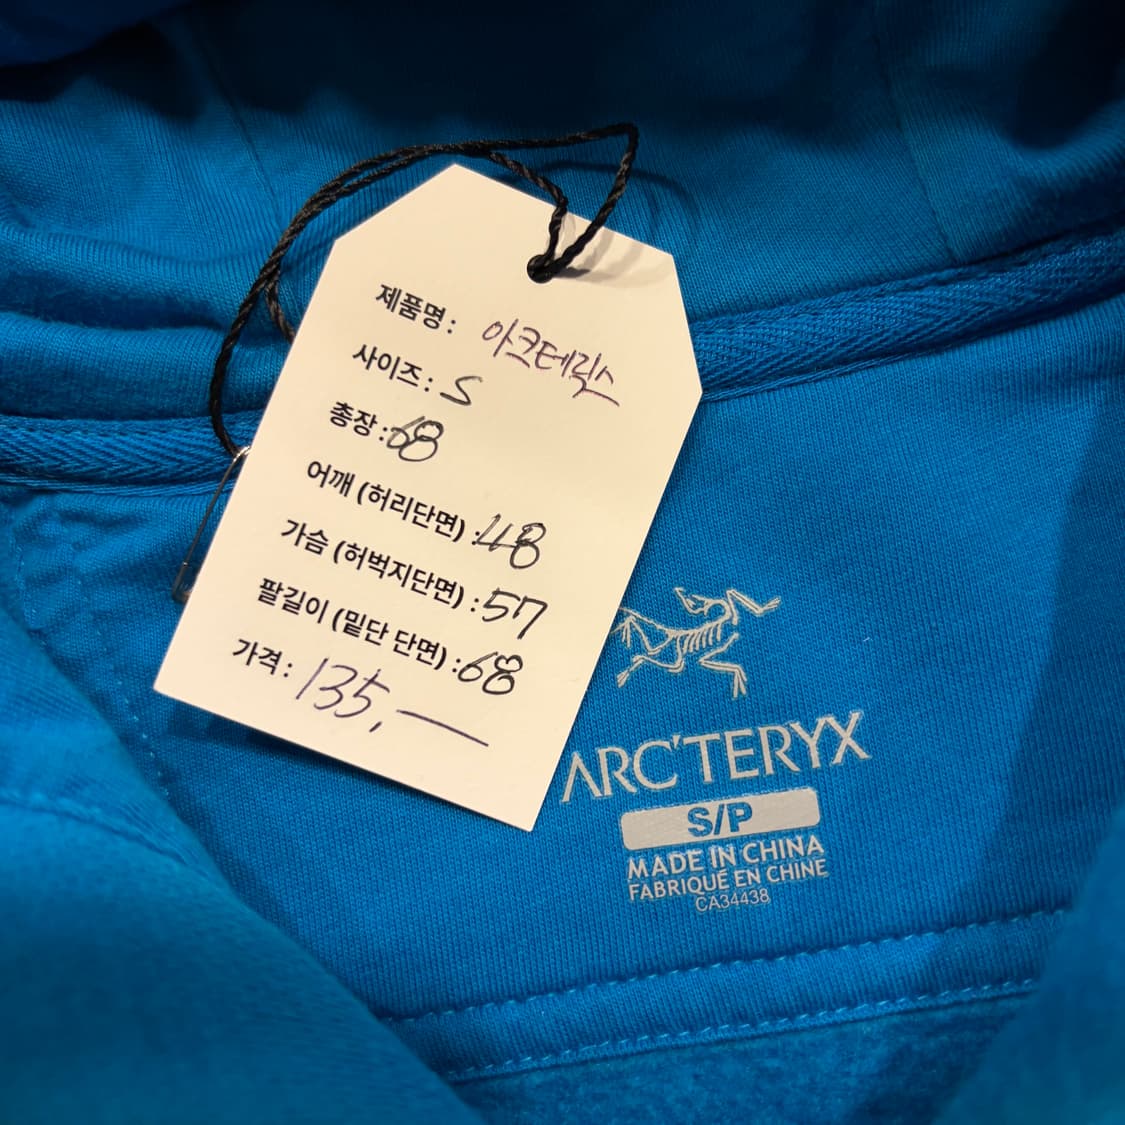 제품명 : 아크테릭스
사이즈 : S
총장 : 68
어깨 (허리단면) : 48
가슴 (허벅지단면) : 57
팔길이 (밑단 단면) : 68
가격 : 135,—
ARC'TERYX
S/P
MADE IN CHINA
FABRIQUÉ EN CHINE
CA34438